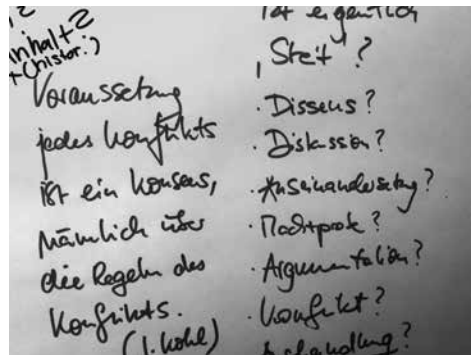 inhalt?
Voraussetzung
jedes Konflikts
ist ein Konsens,
nämlich über
die Regeln des
Konflikts.
(I. Kohl)
ist eigentlich
„Streit"?
· Dissens?
· Diskussion?
· Auseinandersetzung?
· Machtprobe?
· Argumentation?
· Konflikt?
handlung?